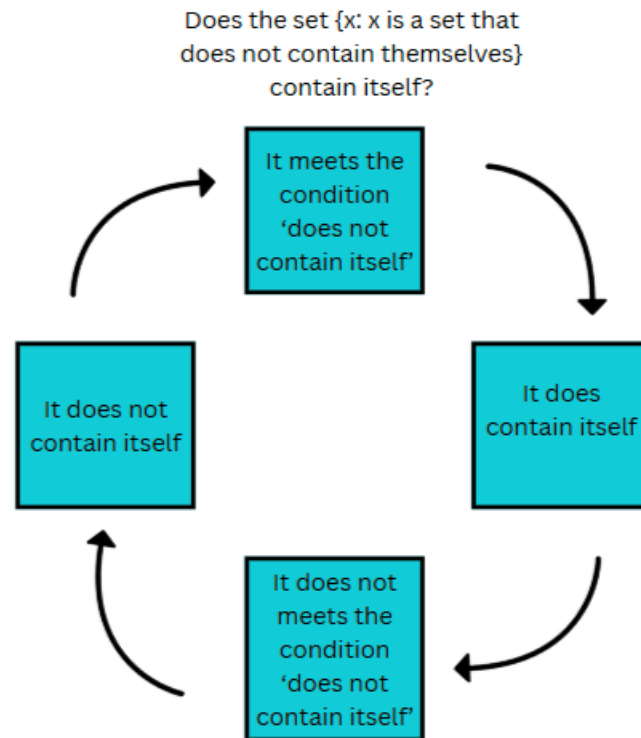 Does the set {x: x is a set that
does not contain themselves}
contain itself?
It meets the
condition
‘does not
contain itself’
It does not
contain itself
It does
contain itself
It does not
meets the
condition
‘does not
contain itself’